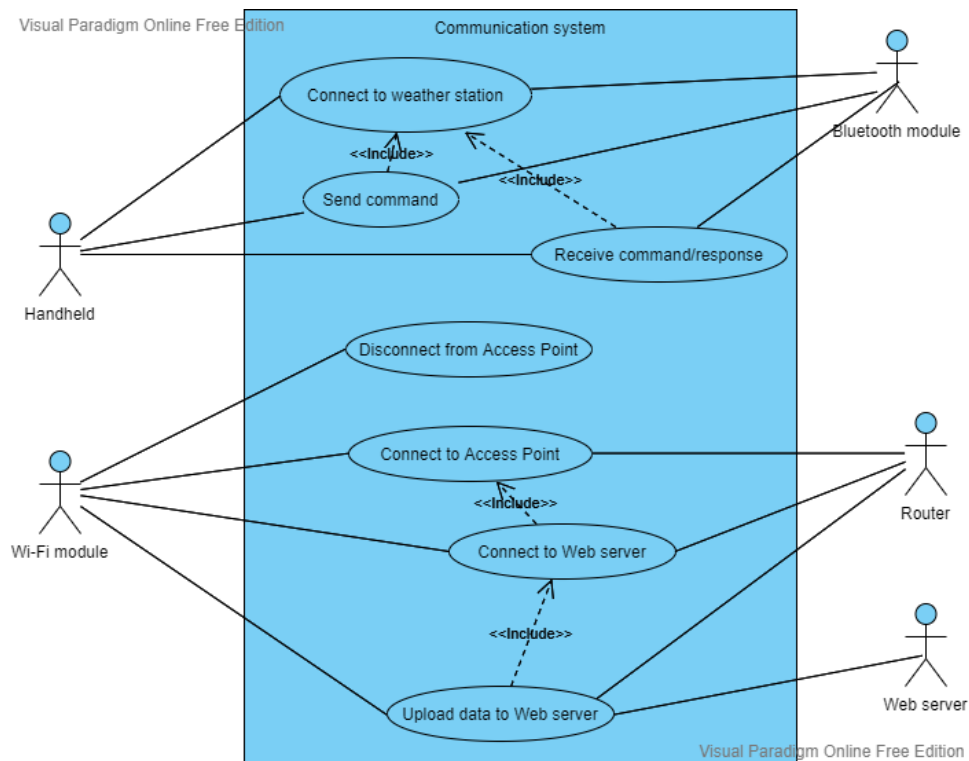 Visual Paradigm Online Free Edition
Communication system
Connect to weather station
Bluetooth module
<<Include>>
<<Include>>
Send command
Receive command/response
Handheld
Disconnect from Access Point
Connect to Access Point
<<Include>>
Router
Wi-Fi module
Connect to Web server
<<Include>>
Web server
Upload data to Web server
Visual Paradigm Online Free Edition